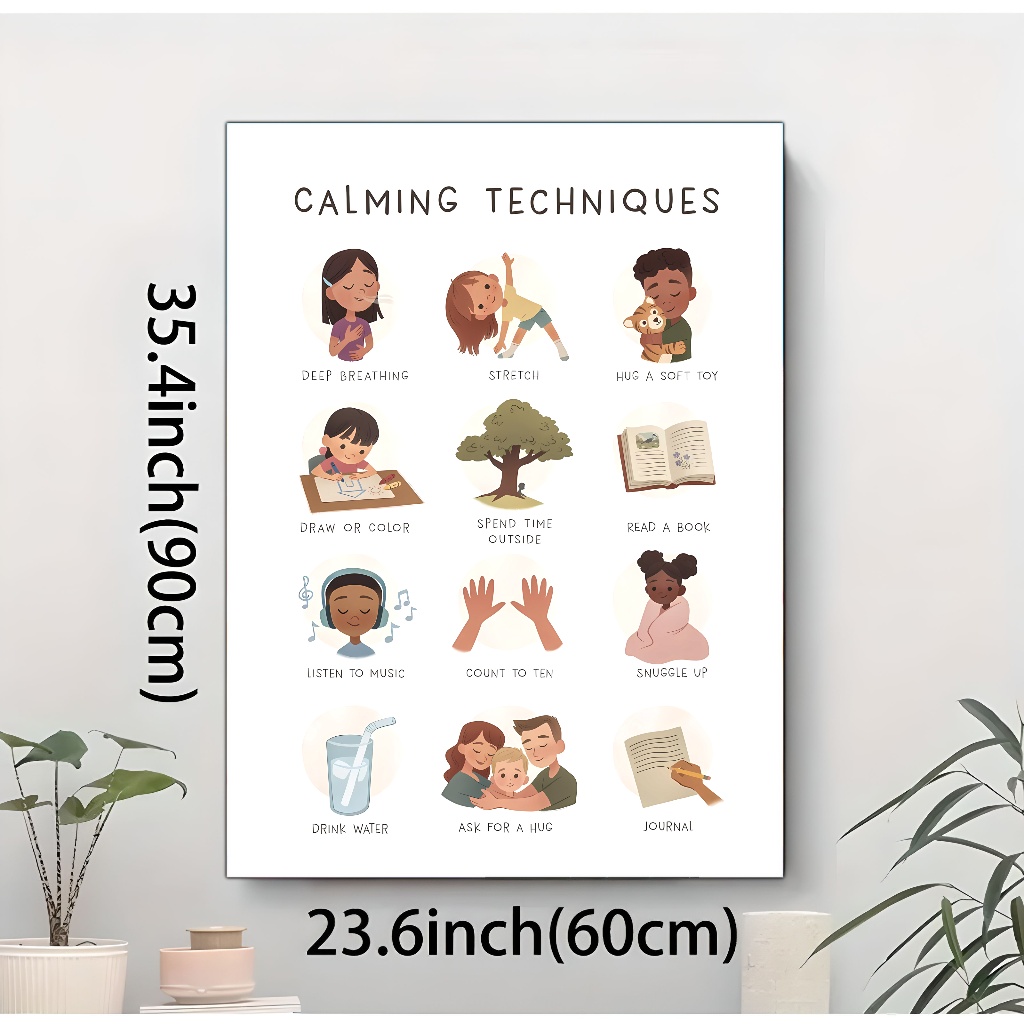 CALMING TECHNIQUES
DEEP BREATHING
STRETCH
HUG A SOFT TOY
DRAW OR COLOR
SPEND TIME
OUTSIDE
READ A BOOK
LISTEN TO MUSIC
COUNT TO TEN
SNUGGLE UP
DRINK WATER
ASK FOR A HUG
JOURNAL
35.4inch(90cm)
23.6inch(60cm)